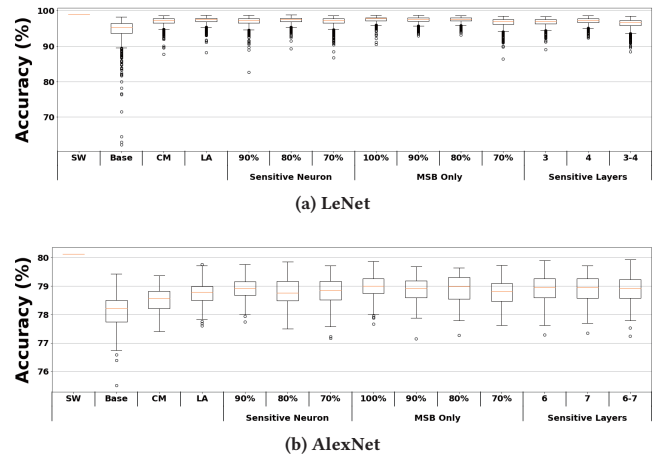 100
90
80
70
Accuracy (%)
SW Base CM LA 90% 80% 70% 100% 90% 80% 70% 3 4 3-4
Sensitive Neuron MSB Only Sensitive Layers
(a) LeNet
80
79
78
77
76
Accuracy (%)
SW Base CM LA 90% 80% 70% 100% 90% 80% 70% 6 7 6-7
Sensitive Neuron MSB Only Sensitive Layers
(b) AlexNet